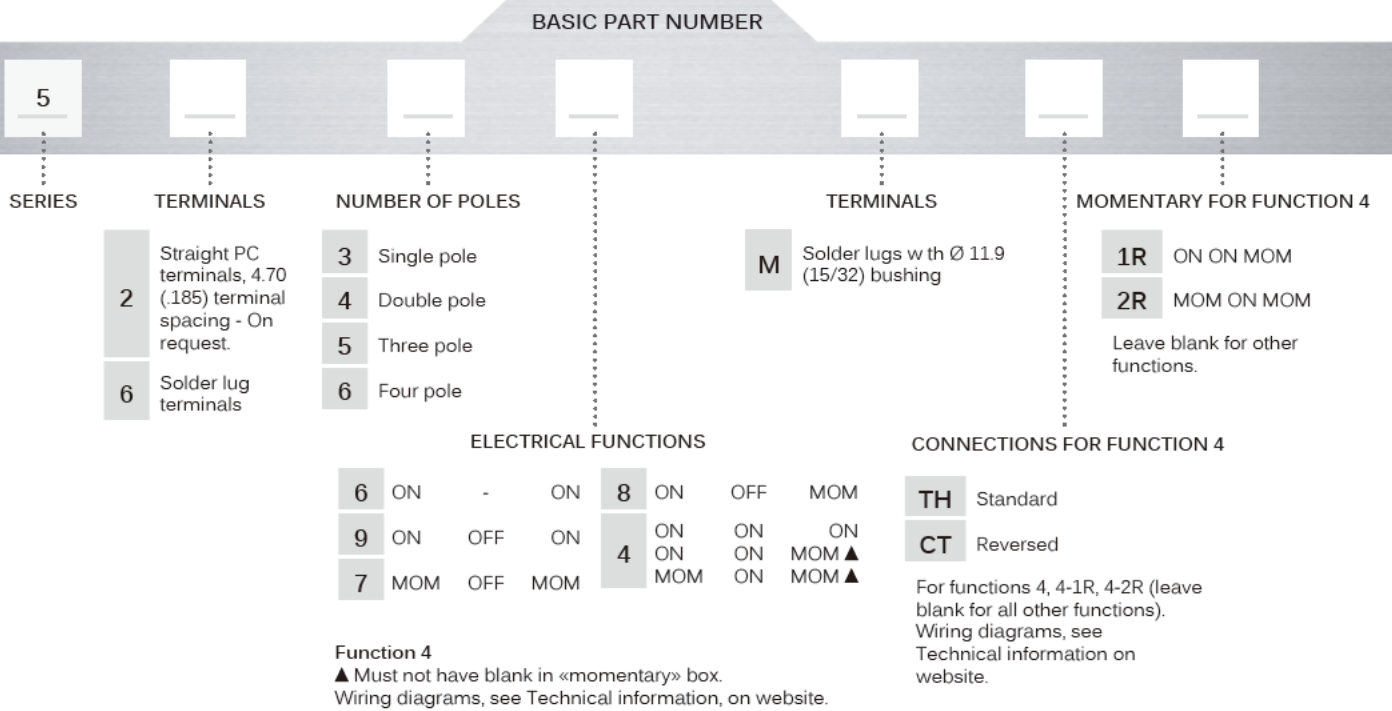 BASIC PART NUMBER
5
SERIES
TERMINALS
2
Straight PC
terminals, 4.70
(.185) terminal
spacing - On
request.
6
Solder lug
terminals
NUMBER OF POLES
3 Single pole
4 Double pole
5 Three pole
6 Four pole
ELECTRICAL FUNCTIONS
6 ON - ON
9 ON OFF ON
7 MOM OFF MOM
8 ON OFF MOM
4
ON ON ON
ON ON MOM▲
MOM ON MOM▲
Function 4
▲ Must not have blank in «momentary» box.
Wiring diagrams, see Technical information, on website.
TERMINALS
M
Solder lugs w th Ø 11.9
(15/32) bushing
CONNECTIONS FOR FUNCTION 4
TH Standard
CT Reversed
For functions 4, 4-1R, 4-2R (leave
blank for all other functions).
Wiring diagrams, see
Technical information on
website.
MOMENTARY FOR FUNCTION 4
1R ON ON MOM
2R MOM ON MOM
Leave blank for other
functions.